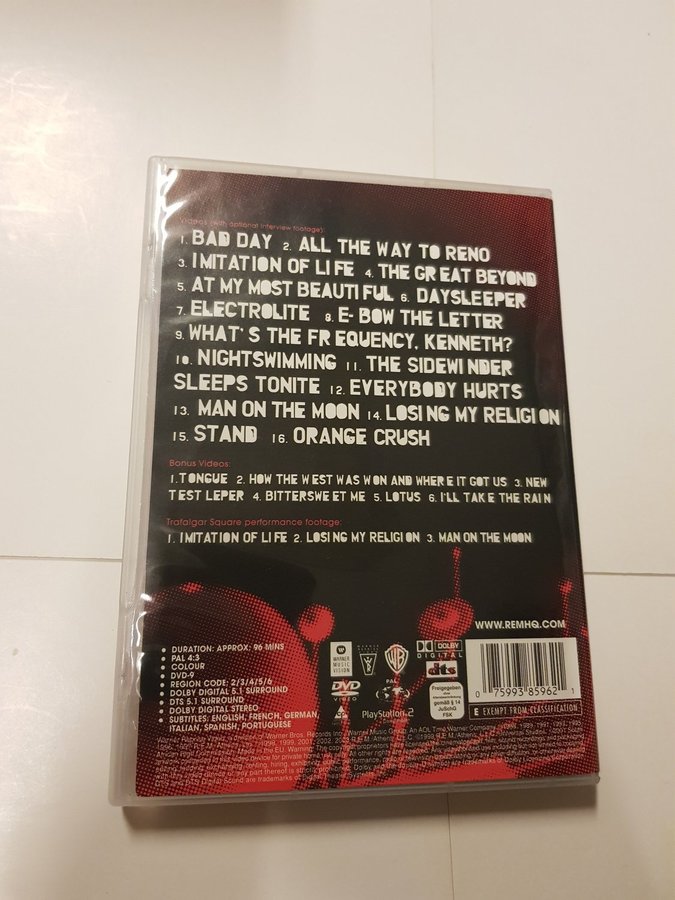 Videos (with optional interview footage):
1. BAD DAY 2. ALL THE WAY TO RENO
3. IMITATION OF LIFE 4. THE GREAT BEYOND
5. AT MY MOST BEAUTIFUL 6. DAYSLEEPER
7. ELECTROLITE 8. E-BOW THE LETTER
9. WHAT'S THE FREQUENCY, KENNETH?
10. NIGHTSWIMMING 11. THE SIDEWINDER
SLEEPS TONITE 12. EVERYBODY HURTS
13. MAN ON THE MOON 14. LOSING MY RELIGION
15. STAND 16. ORANGE CRUSH
Bonus Videos:
1. TONGUE 2. HOW THE WEST WAS WON AND WHERE IT GOT US 3. NEW
TEST LEPER 4. BITTERSWEET ME 5. LOTUS 6. I'LL TAKE THE RAIN
Trafalgar Square performance footage:
1. IMITATION OF LIFE 2. LOSING MY RELIGION 3. MAN ON THE MOON
WWW.REMHQ.COM
• DURATION: APPROX: 96 MINS
• PAL 4:3
• COLOUR
• DVD-9
• REGION CODE: 2/3/4/5/6
• DOLBY DIGITAL 5.1 SURROUND
• DTS 5.1 SURROUND
• DOLBY DIGITAL STEREO
• SUBTITLES: ENGLISH, FRENCH, GERMAN,
ITALIAN, SPANISH, PORTUGUESE
WARNER
MUSIC
VISION
DOLBY
DIGITAL
dts
DVD
VIDEO
PAL
4:3
PlayStation 2
Freigegeben
ohne
Altersbeschränkung
gemäß § 14
JuSchG
FSK
0 75993 85962 1
E EXEMPT FROM CLASSIFICATION